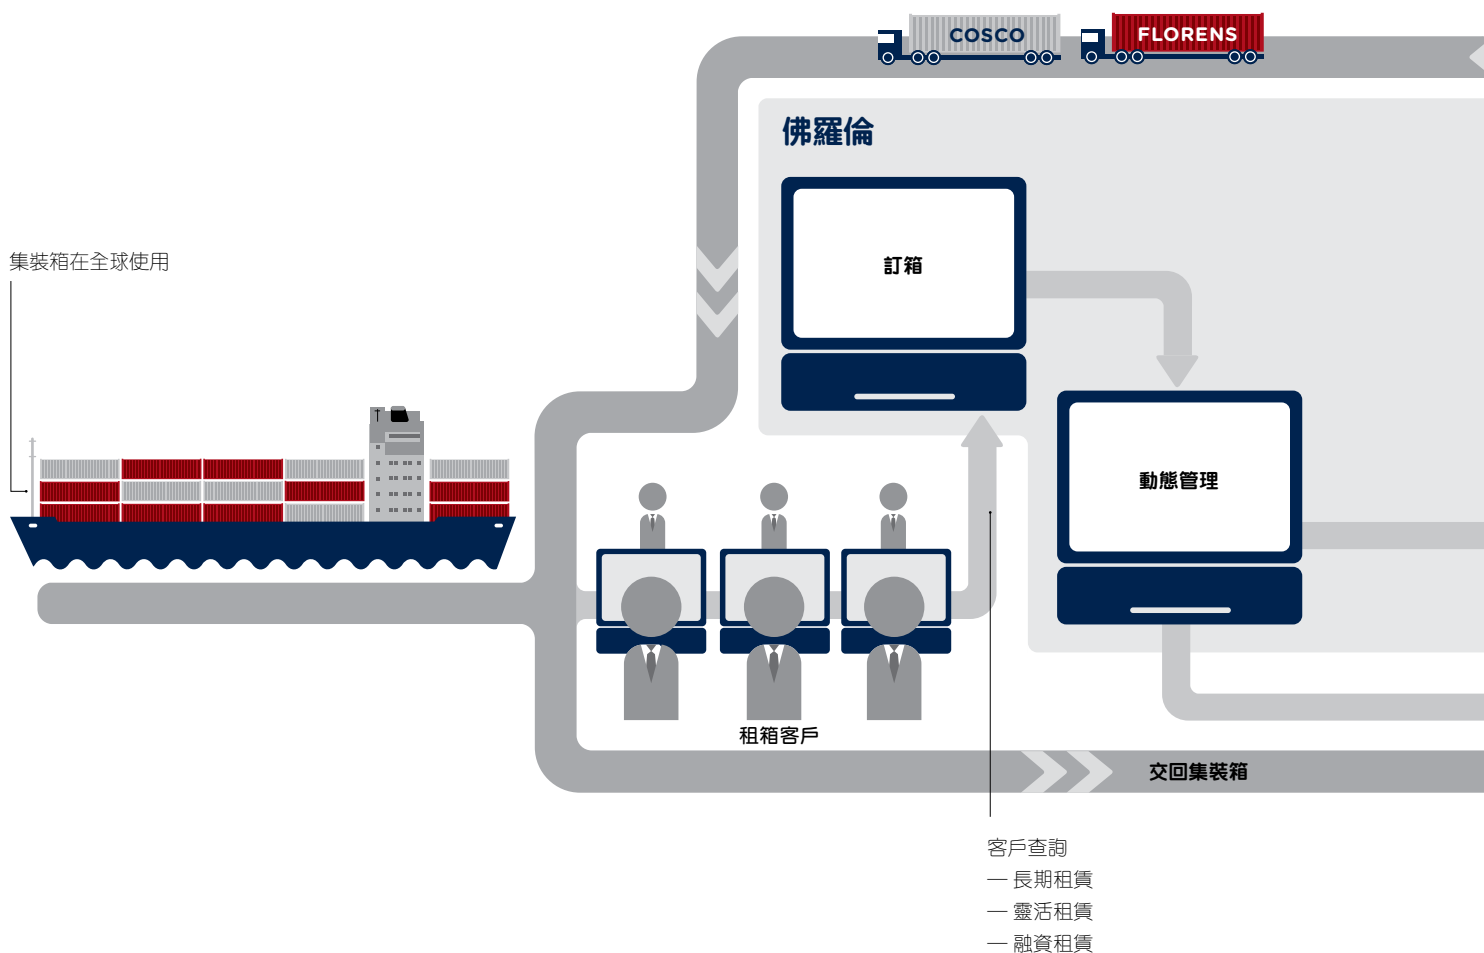 COSCO
FLORENS
佛羅倫
訂箱
集裝箱在全球使用
動態管理
租箱客戶
交回集裝箱
客戶查詢
— 長期租賃
— 靈活租賃
— 融資租賃